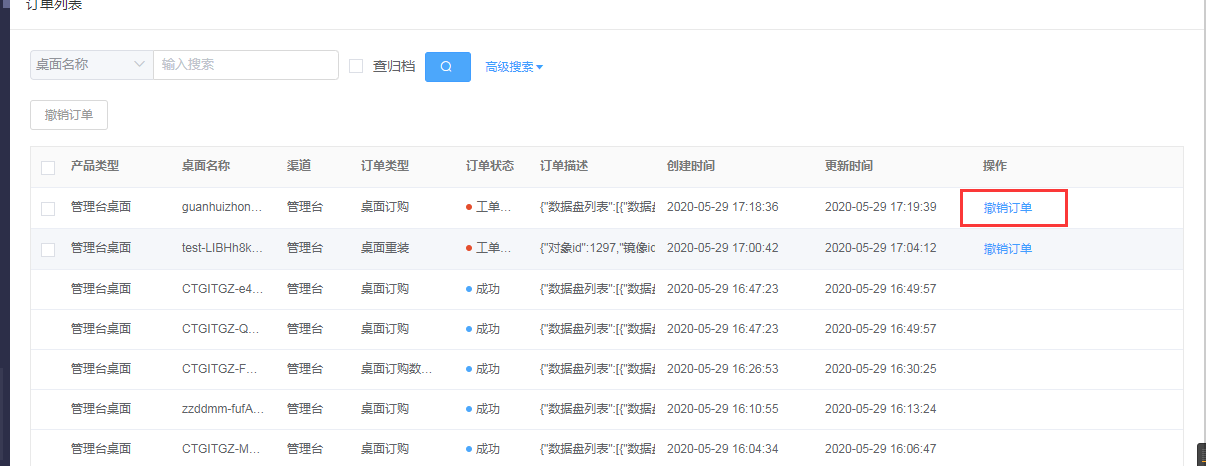 订单列表
桌面名称 输入搜索 查归档 高级搜索
撤销订单
产品类型 桌面名称 渠道 订单类型 订单状态 订单描述 创建时间 更新时间 操作
管理台桌面 guanhuizhon... 管理台 桌面订购 工单... {"数据盘列表":[{"数据盘 2020-05-29 17:18:36 2020-05-29 17:19:39 撤销订单
管理台桌面 test-LIBHh8k... 管理台 桌面重装 工单... {"对象id":1297,"镜像id 2020-05-29 17:00:42 2020-05-29 17:04:12 撤销订单
管理台桌面 CTGITGZ-e4... 管理台 桌面订购 成功 {"数据盘列表":[{"数据盘 2020-05-29 16:47:23 2020-05-29 16:49:57
管理台桌面 CTGITGZ-Q... 管理台 桌面订购 成功 {"数据盘列表":[{"数据盘 2020-05-29 16:47:23 2020-05-29 16:49:57
管理台桌面 CTGITGZ-F... 管理台 桌面订购数... 成功 {"数据盘列表":[{"数据盘 2020-05-29 16:26:53 2020-05-29 16:30:25
管理台桌面 zzddmm-fufA... 管理台 桌面订购 成功 {"数据盘列表":[{"数据盘 2020-05-29 16:10:55 2020-05-29 16:13:24
管理台桌面 CTGITGZ-M... 管理台 桌面订购 成功 {"数据盘列表":[{"数据盘 2020-05-29 16:04:34 2020-05-29 16:06:47